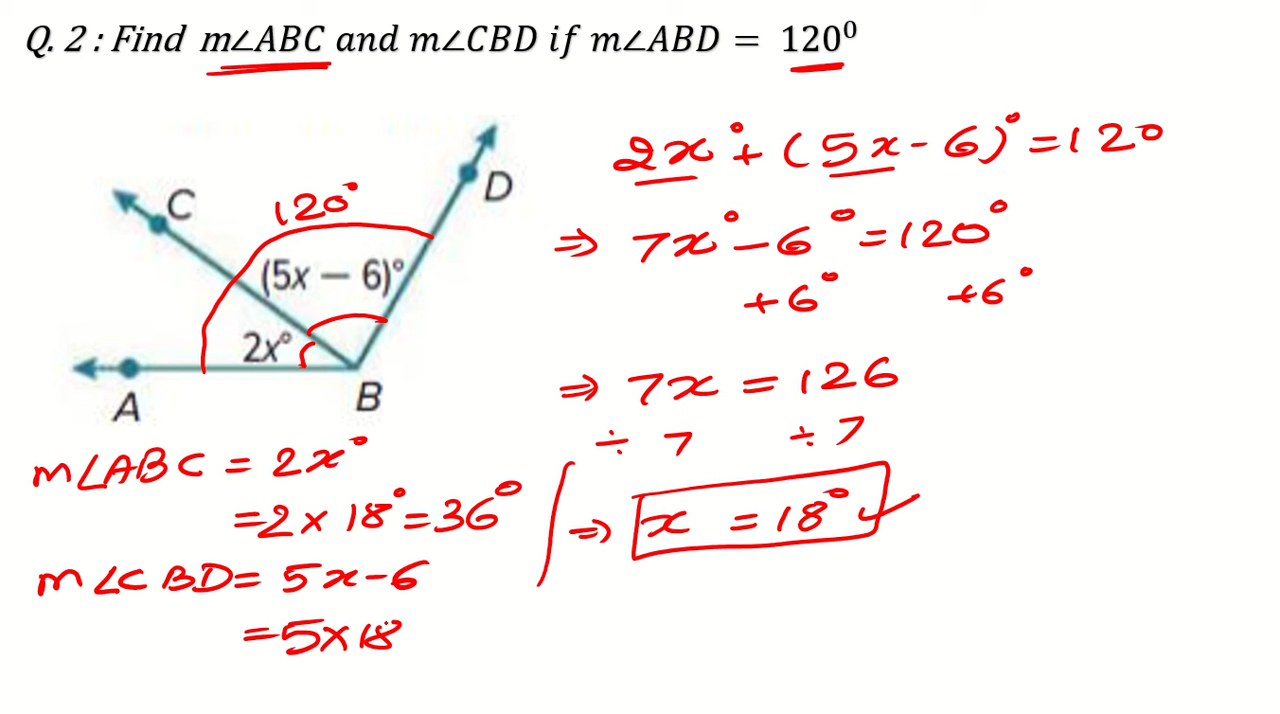 Q. 2 : Find m∠ABC and m∠CBD if m∠ABD = 120⁰
C
120°
D
(5x − 6)°
2x°
A
B
2x° + (5x - 6)° = 120
⇒ 7x° - 6° = 120°
+6° +6°
⇒ 7x = 126
÷ 7 ÷ 7
⇒ x = 18°
m∠ABC = 2x°
= 2 x 18° = 36°
m∠CBD = 5x - 6
= 5 x 18